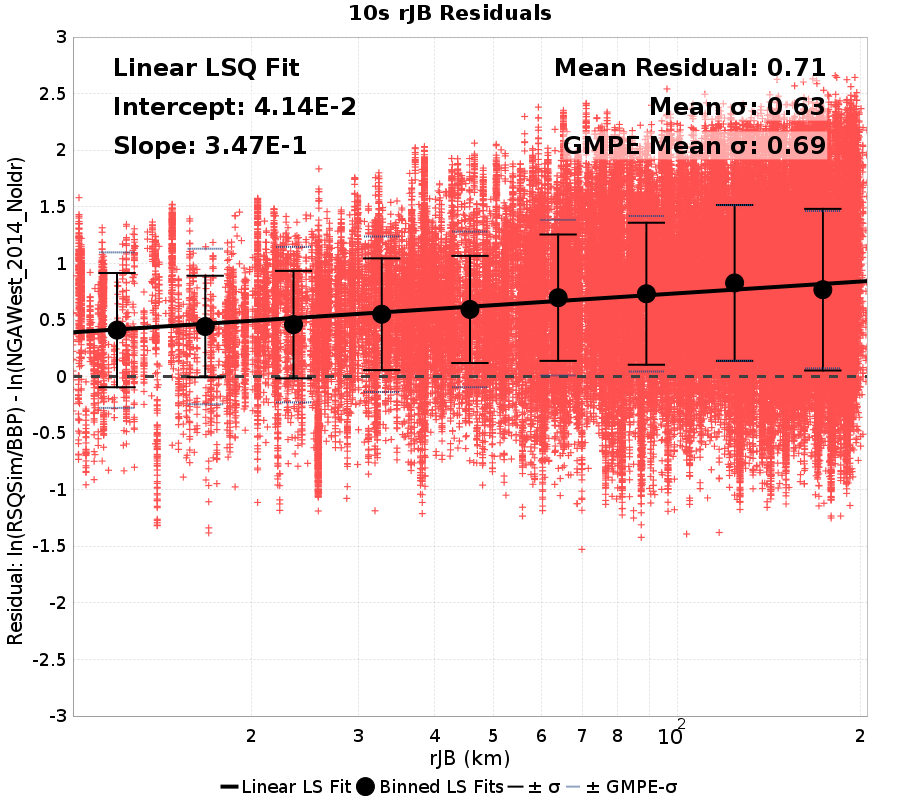 10s rJB Residuals
Linear LSQ Fit
Intercept: 4.14E-2
Slope: 3.47E-1
Mean Residual: 0.71
Mean σ: 0.63
GMPE Mean σ: 0.69
Residual: ln(RSQSim/BBP) - ln(NGAWest_2014_NoIdr)
3
2.5
2
1.5
1
0.5
0
-0.5
-1
-1.5
-2
-2.5
-3
2 3 4 5 6 7 8 10² 2
rJB (km)
Linear LS Fit Binned LS Fits ± σ ± GMPE-σ